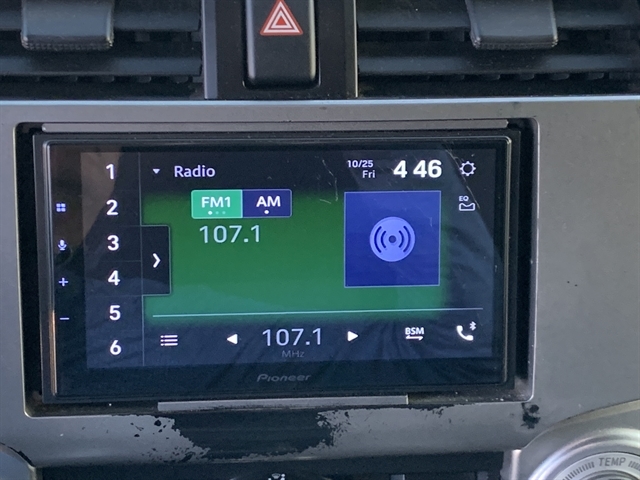 1
2
3
4
5
6
Radio
10/25
Fri
4 46
FM1
AM
EQ
107.1
107.1
MHz
BSM
Pioneer
TEMP